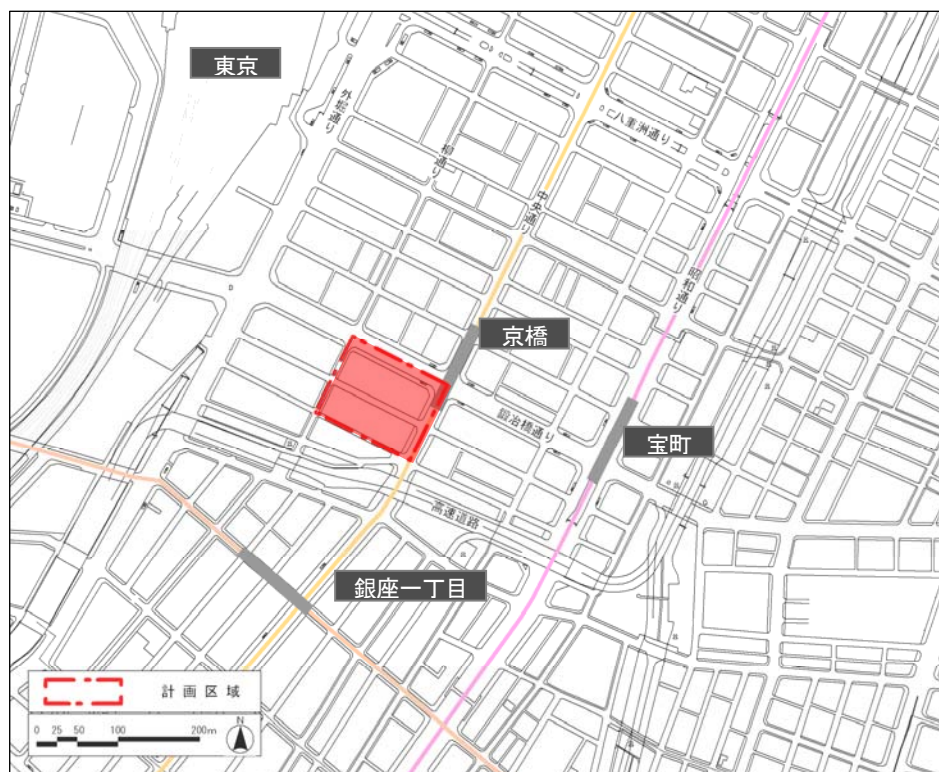 東京
外堀通り
柳通り
八重洲通り
中央通り
昭和通り
京橋
鍛冶橋通り
宝町
高速道路
銀座一丁目
計画区域
0 25 50 100 200m
N